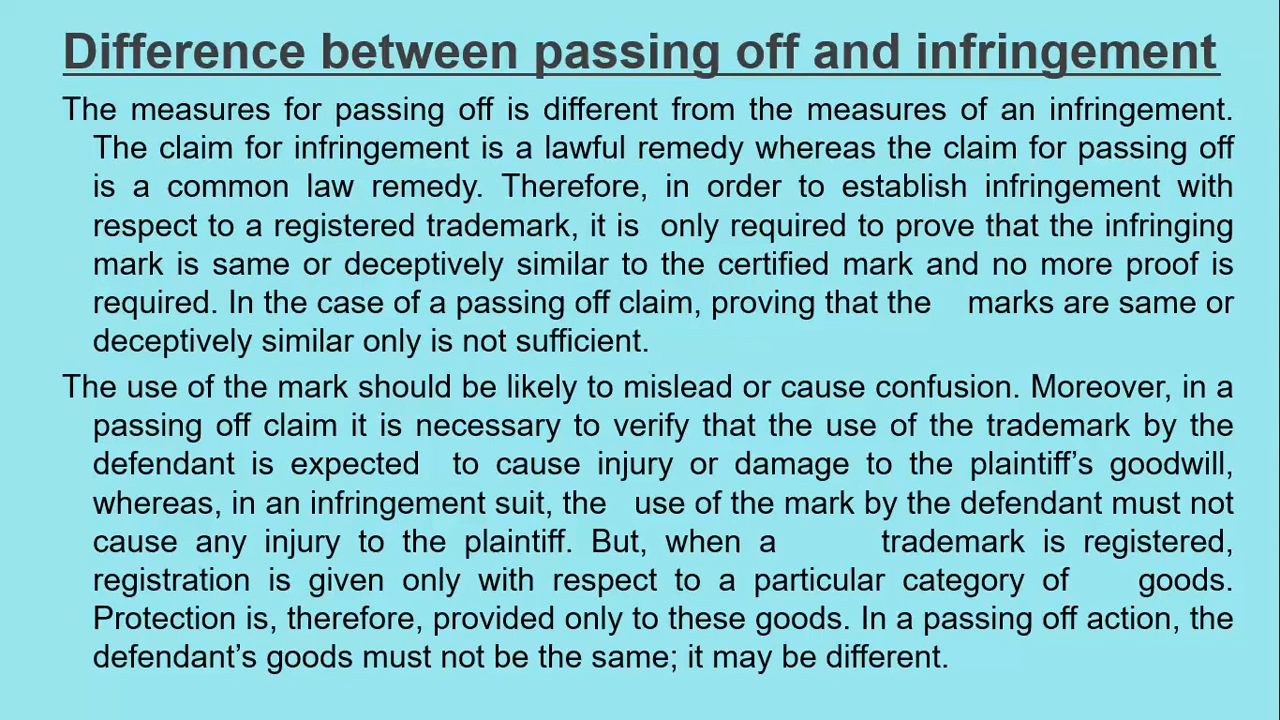 Difference between passing off and infringement
The measures for passing off is different from the measures of an infringement.
The claim for infringement is a lawful remedy whereas the claim for passing off
is a common law remedy. Therefore, in order to establish infringement with
respect to a registered trademark, it is only required to prove that the infringing
mark is same or deceptively similar to the certified mark and no more proof is
required. In the case of a passing off claim, proving that the marks are same or
deceptively similar only is not sufficient.
The use of the mark should be likely to mislead or cause confusion. Moreover, in a
passing off claim it is necessary to verify that the use of the trademark by the
defendant is expected to cause injury or damage to the plaintiff’s goodwill,
whereas, in an infringement suit, the use of the mark by the defendant must not
cause any injury to the plaintiff. But, when a trademark is registered,
registration is given only with respect to a particular category of goods.
Protection is, therefore, provided only to these goods. In a passing off action, the
defendant’s goods must not be the same; it may be different.